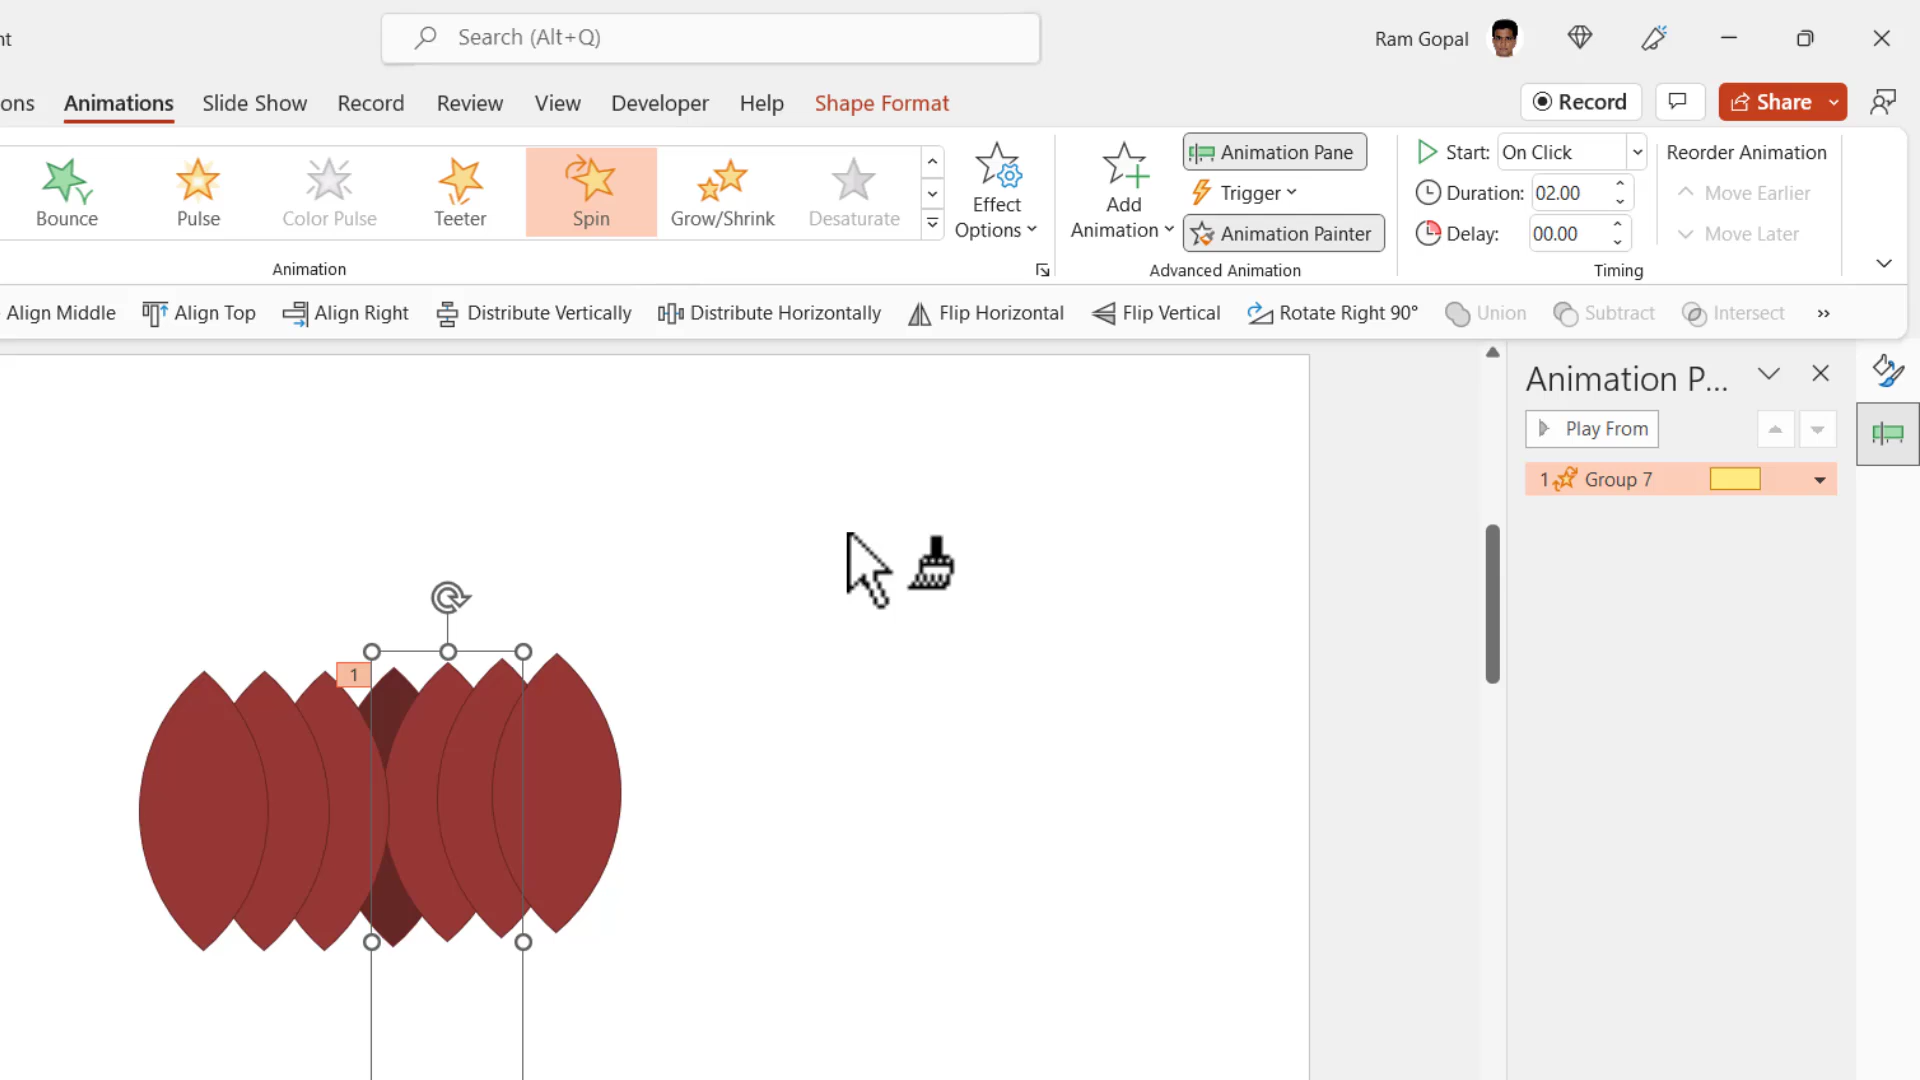 nt
Search (Alt+Q)
Ram Gopal
ons Animations Slide Show Record Review View Developer Help Shape Format
Record
Share
Bounce
Pulse
Color Pulse
Teeter
Spin
Grow/Shrink
Desaturate
Effect
Options
Add
Animation
Animation Pane
Trigger
Animation Painter
Start: On Click
Duration: 02.00
Delay: 00.00
Reorder Animation
Move Earlier
Move Later
Animation
Advanced Animation
Timing
Align Middle Align Top Align Right Distribute Vertically Distribute Horizontally Flip Horizontal Flip Vertical Rotate Right 90° Union Subtract Intersect »
Animation P...
Play From
1 Group 7
1